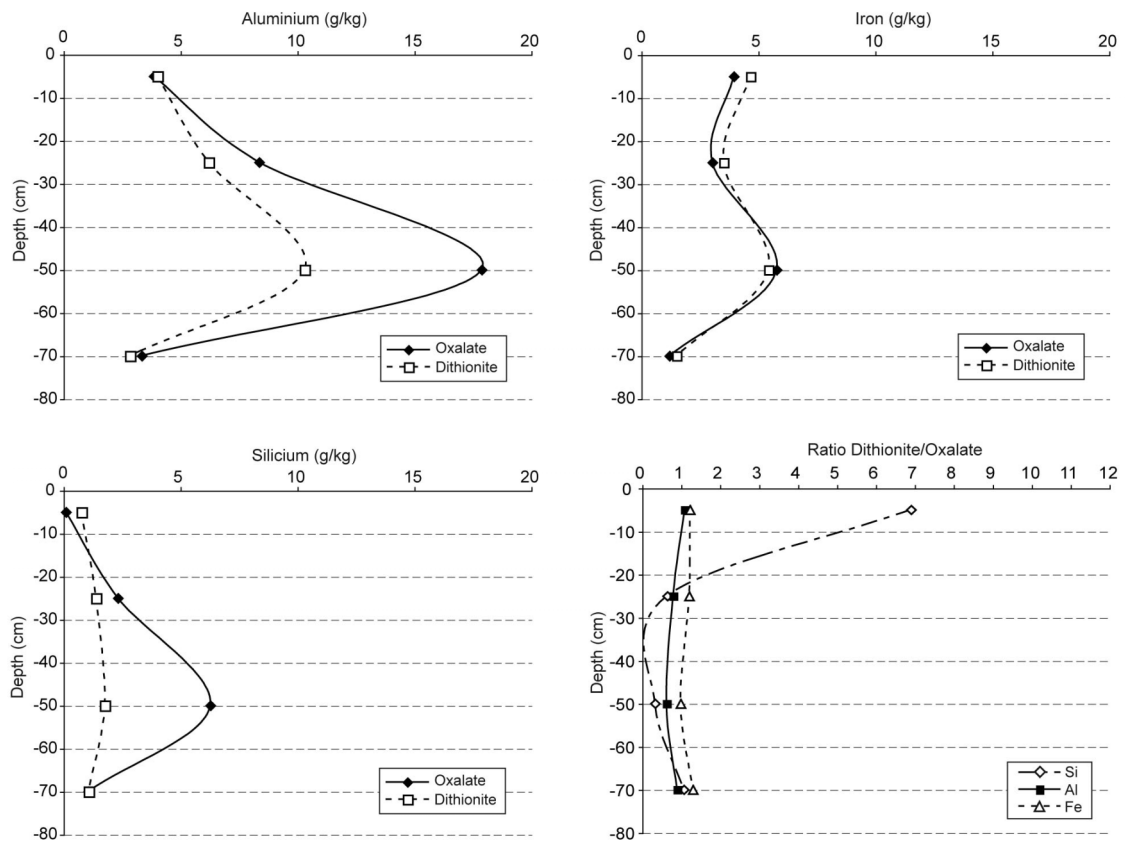 Aluminium (g/kg)
0 5 10 15 20
0
-10
-20
-30
-40
-50
-60
-70
-80
Depth (cm)
Oxalate
Dithionite
Iron (g/kg)
0 5 10 15 20
0
-10
-20
-30
-40
-50
-60
-70
-80
Depth (cm)
Oxalate
Dithionite
Silicium (g/kg)
0 5 10 15 20
0
-10
-20
-30
-40
-50
-60
-70
-80
Depth (cm)
Oxalate
Dithionite
Ratio Dithionite/Oxalate
0 1 2 3 4 5 6 7 8 9 10 11 12
0
-10
-20
-30
-40
-50
-60
-70
-80
Depth (cm)
Si
Al
Fe